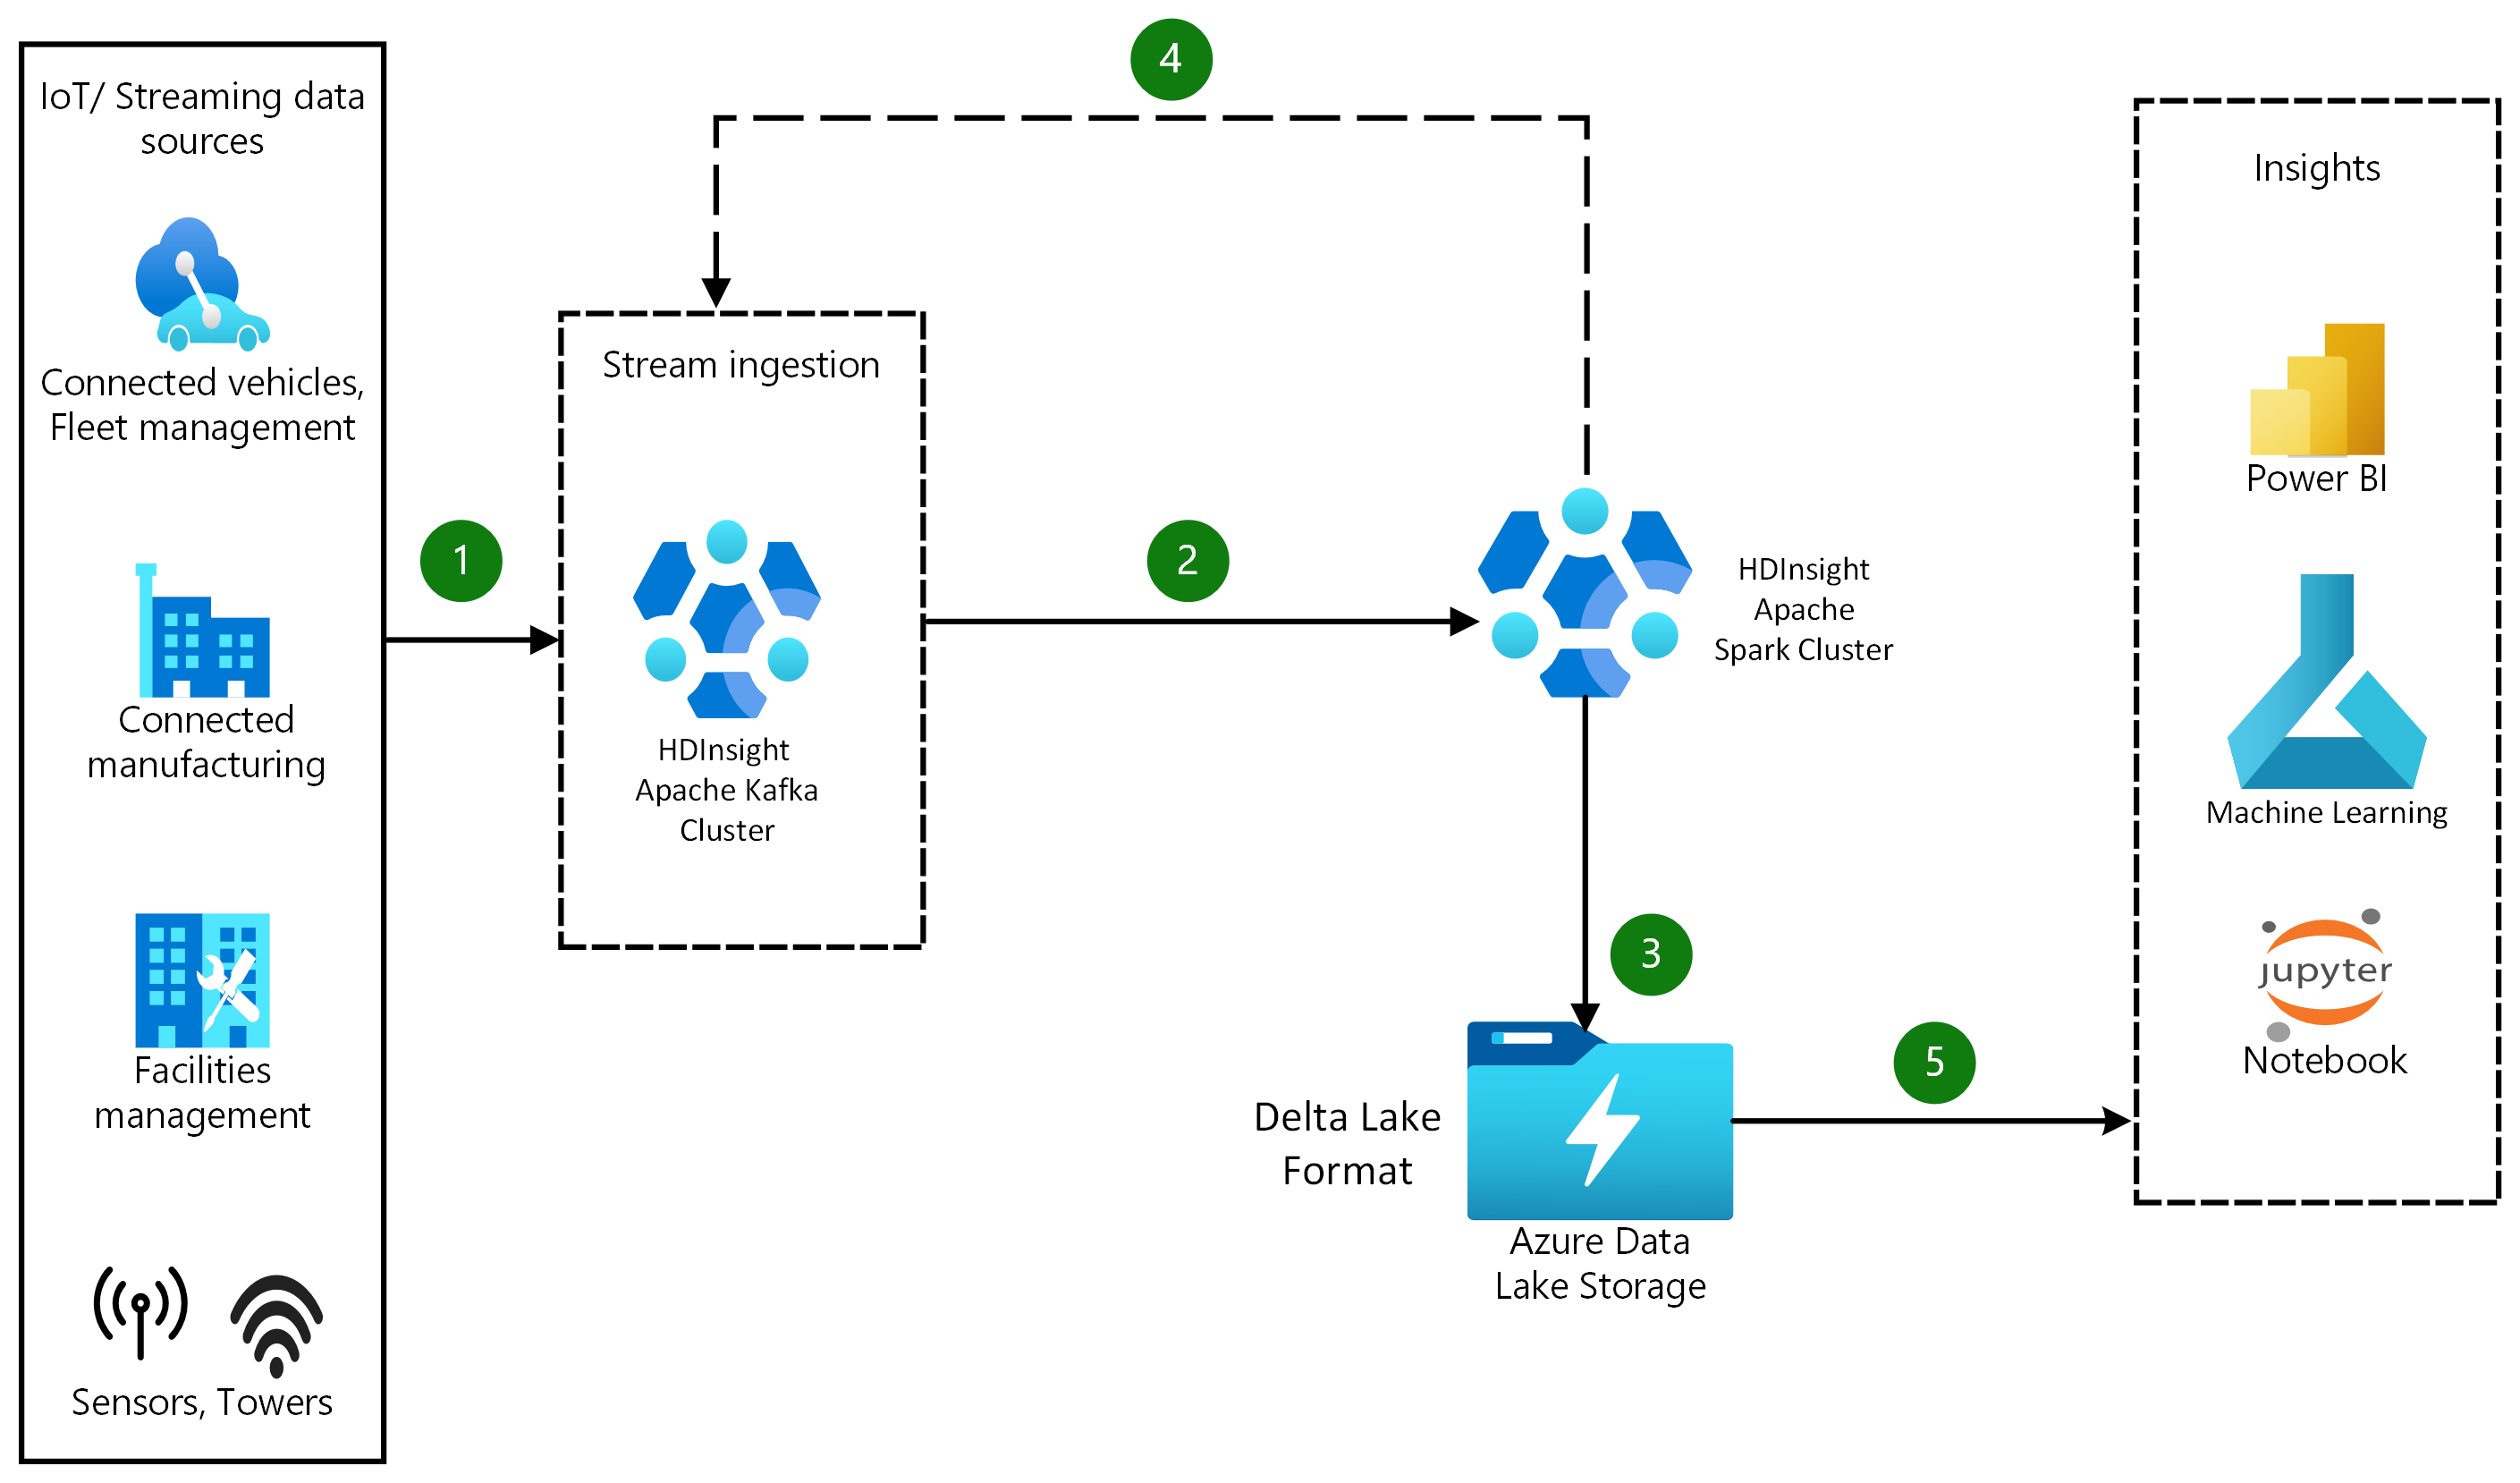 IoT/ Streaming data
sources
Connected vehicles,
Fleet management
Connected
manufacturing
Facilities
management
Sensors, Towers
1
Stream ingestion
HDInsight
Apache Kafka
Cluster
2
4
HDInsight
Apache
Spark Cluster
3
Delta Lake
Format
Azure Data
Lake Storage
5
Insights
Power BI
Machine Learning
jupyter
Notebook